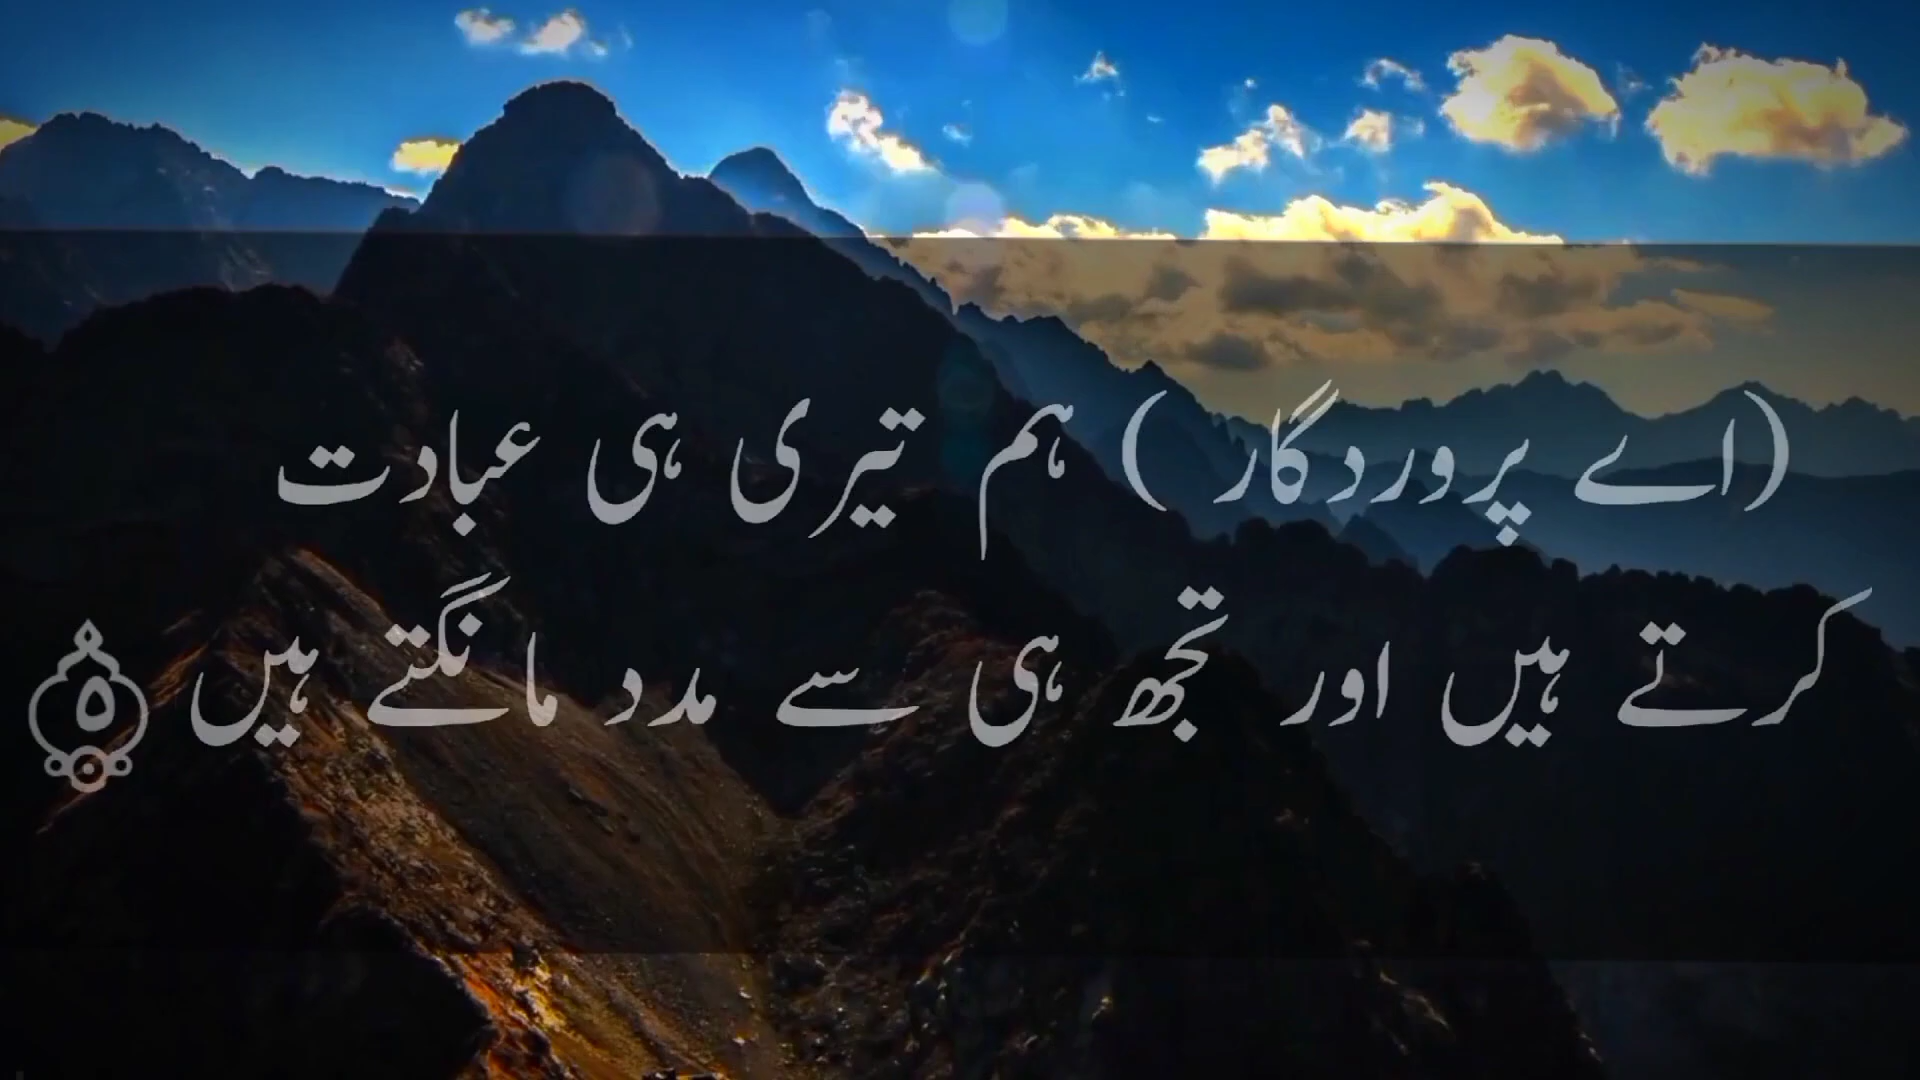 (اے پروردگار ) ہم تیری ہی عبادت
کرتے ہیں اور تجھ ہی سے مدد مانگتے ہیں ۵